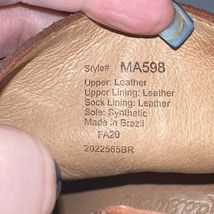 Style# MA598
Upper: Leather
Upper Lining: Leather
Sock Lining: Leather
Sole: Synthetic
Made in Brazil
FA20
2022565BR